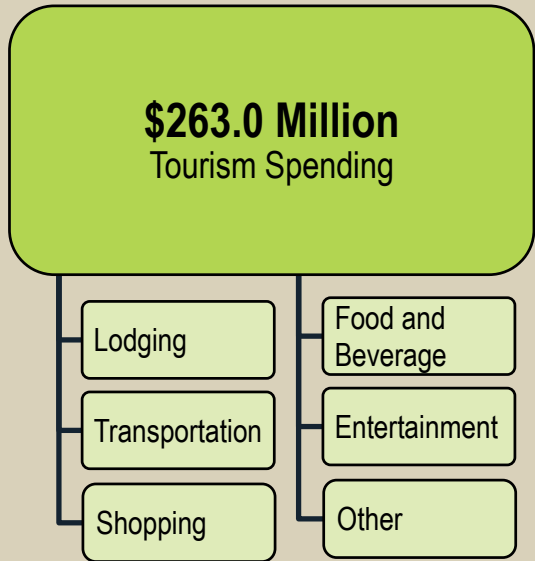 $263.0 Million
Tourism Spending
Lodging
Transportation
Shopping
Food and
Beverage
Entertainment
Other